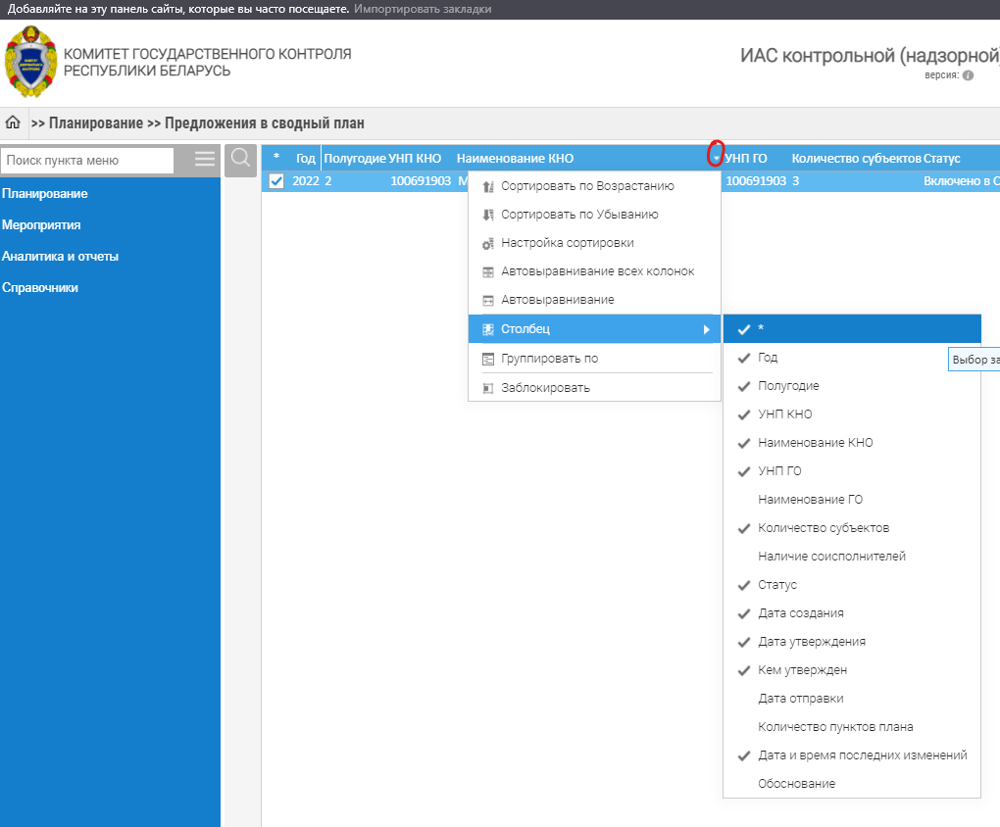 Добавляйте на эту панель сайты, которые вы часто посещаете. Импортировать закладки
КОМИТЕТ ГОСУДАРСТВЕННОГО КОНТРОЛЯ
РЕСПУБЛИКИ БЕЛАРУСЬ
ИАС контрольной (надзорной)
версия:
>> Планирование >> Предложения в сводный план
Поиск пункта меню
Планирование
Мероприятия
Аналитика и отчеты
Справочники
* Год Полугодие УНП КНО Наименование КНО УНП ГО Количество субъектов Статус
2022 2 100691903 М 100691903 3 Включено в С
Сортировать по Возрастанию
Сортировать по Убыванию
Настройка сортировки
Автовыравнивание всех колонок
Автовыравнивание
Столбец
Группировать по
Заблокировать
*
Год
Выбор за
Полугодие
УНП КНО
Наименование КНО
УНП ГО
Наименование ГО
Количество субъектов
Наличие соисполнителей
Статус
Дата создания
Дата утверждения
Кем утвержден
Дата отправки
Количество пунктов плана
Дата и время последних изменений
Обоснование